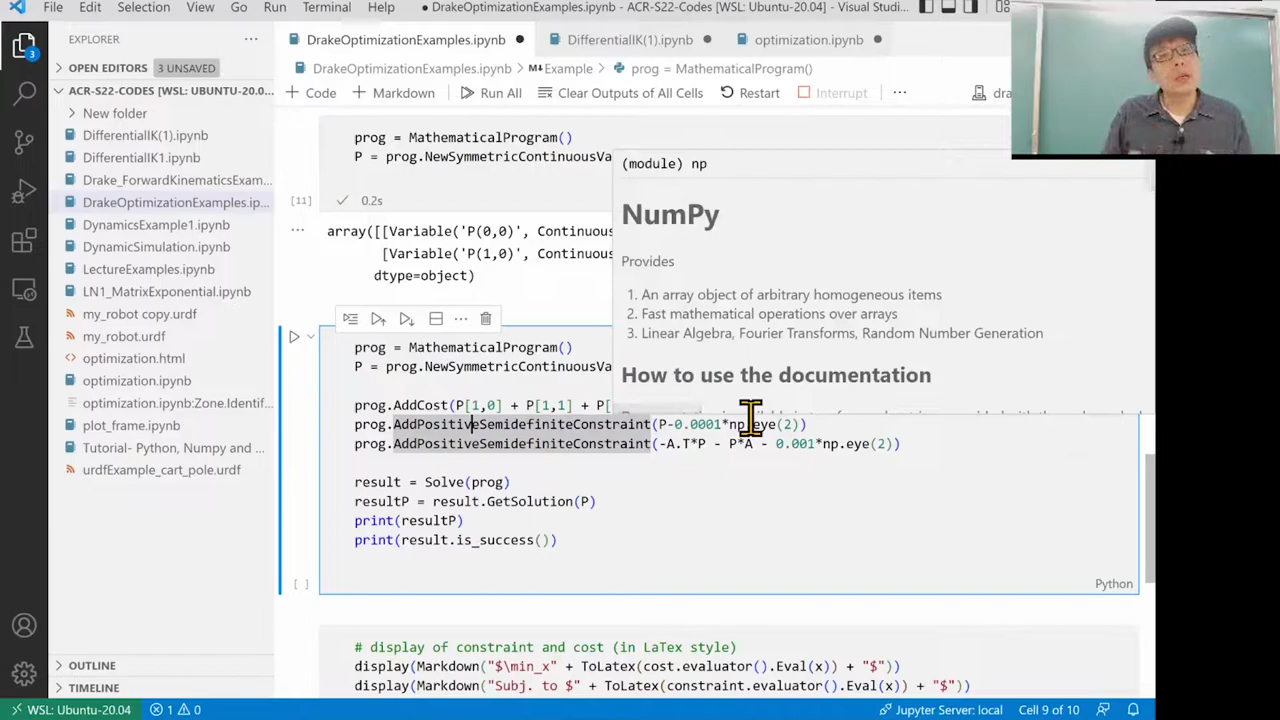 File Edit Selection View Go Run Terminal Help
● DrakeOptimizationExamples.ipynb - ACR-S22-Codes [WSL: Ubuntu-20.04] - Visual Studi...
3
EXPLORER ...
DrakeOptimizationExamples.ipynb ●
DifferentialIK(1).ipynb ●
optimization.ipynb ●
OPEN EDITORS 3 UNSAVED
DrakeOptimizationExamples.ipynb > M↓Example > prog = MathematicalProgram()
ACR-S22-CODES [WSL: UBUNTU-20.0...
+ Code + Markdown Run All Clear Outputs of All Cells Restart Interrupt ... dra
New folder
DifferentialIK(1).ipynb
DifferentialIK1.ipynb
Drake_ForwardKinematicsExam...
DrakeOptimizationExamples.ip...
DynamicsExample1.ipynb
DynamicSimulation.ipynb
LectureExamples.ipynb
LN1_MatrixExponential.ipynb
my_robot copy.urdf
my_robot.urdf
optimization.html
optimization.ipynb
optimization.ipynb:Zone.Identif...
plot_frame.ipynb
Tutorial- Python, Numpy and ...
urdfExample_cart_pole.urdf
OUTLINE
TIMELINE
prog = MathematicalProgram()
P = prog.NewSymmetricContinuousVa
[11] ✓ 0.2s
... array([[Variable('P(0,0)', Continuous
[Variable('P(1,0)', Continuous
dtype=object)
(module) np
NumPy
Provides
1. An array object of arbitrary homogeneous items
2. Fast mathematical operations over arrays
3. Linear Algebra, Fourier Transforms, Random Number Generation
How to use the documentation
prog = MathematicalProgram()
P = prog.NewSymmetricContinuousVa
prog.AddCost(P[1,0] + P[1,1] + P[
prog.AddPositiveSemidefiniteConstraint(P-0.0001*np.eye(2))
prog.AddPositiveSemidefiniteConstraint(-A.T*P - P*A - 0.001*np.eye(2))
result = Solve(prog)
resultP = result.GetSolution(P)
print(resultP)
print(result.is_success())
[ ] Python
# display of constraint and cost (in LaTex style)
display(Markdown("$\min_x" + ToLatex(cost.evaluator().Eval(x)) + "$"))
display(Markdown("Subj. to $" + ToLatex(constraint.evaluator().Eval(x)) + "$"))
WSL: Ubuntu-20.04 1 0 Jupyter Server: local Cell 9 of 10